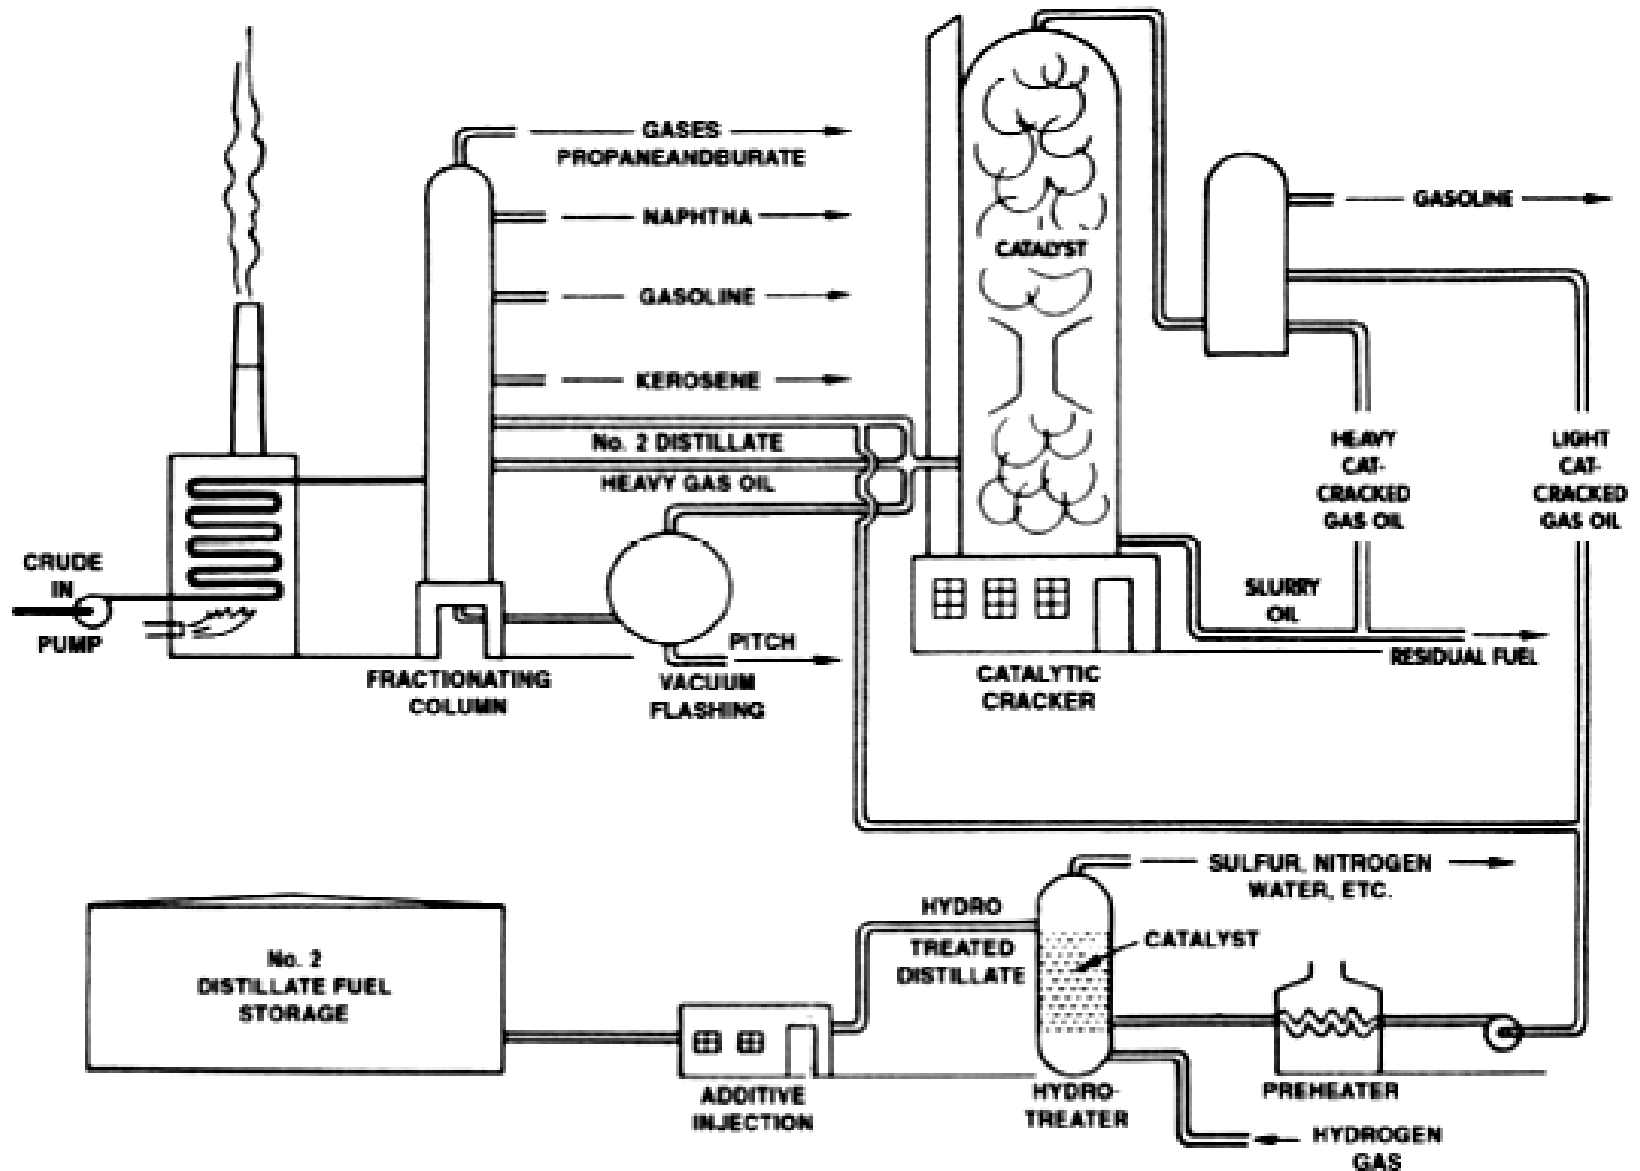 GASES
PROPANEANDBURATE
NAPHTHA
GASOLINE
KEROSENE
No. 2 DISTILLATE
HEAVY GAS OIL
CRUDE
IN
PUMP
FRACTIONATING
COLUMN
PITCH
VACUUM
FLASHING
CATALYST
CATALYTIC
CRACKER
GASOLINE
HEAVY
CAT-
CRACKED
GAS OIL
LIGHT
CAT-
CRACKED
GAS OIL
SLURRY
OIL
RESIDUAL FUEL
No. 2
DISTILLATE FUEL
STORAGE
ADDITIVE
INJECTION
HYDRO
TREATED
DISTILLATE
SULFUR, NITROGEN
WATER, ETC.
CATALYST
HYDRO-
TREATER
PREHEATER
HYDROGEN
GAS